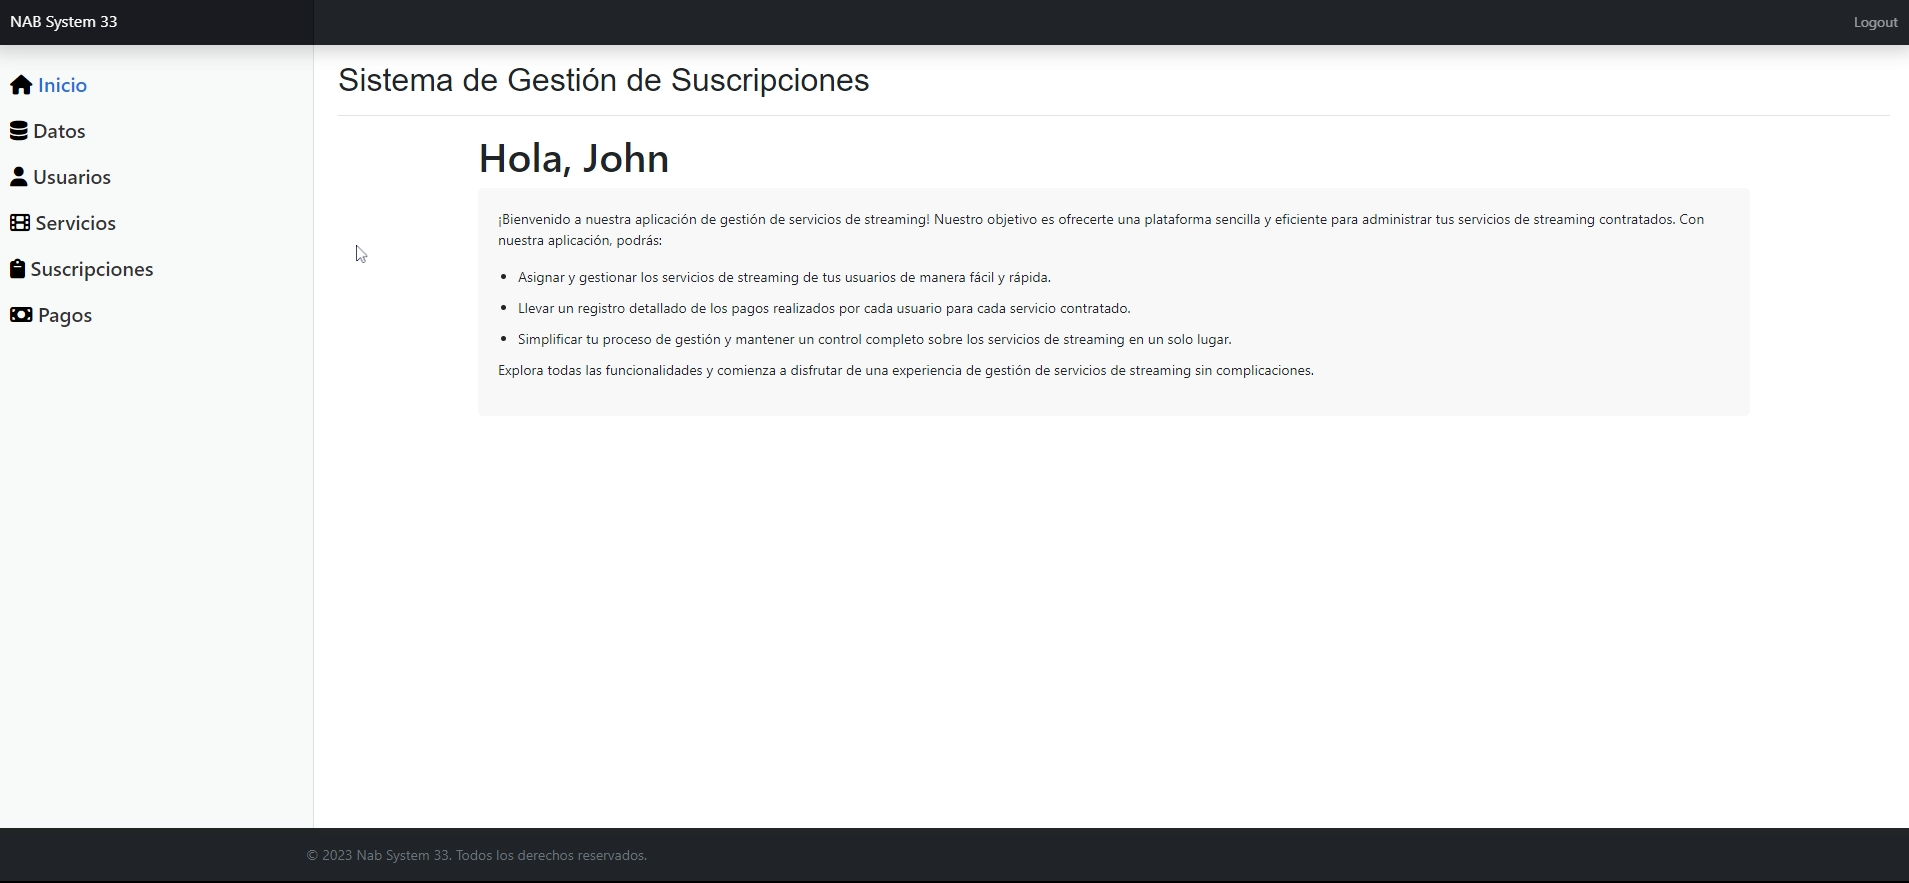 NAB System 33
Logout
Inicio
Datos
Usuarios
Servicios
Suscripciones
Pagos
Sistema de Gestión de Suscripciones
Hola, John
¡Bienvenido a nuestra aplicación de gestión de servicios de streaming! Nuestro objetivo es ofrecerte una plataforma sencilla y eficiente para administrar tus servicios de streaming contratados. Con
nuestra aplicación, podrás:
• Asignar y gestionar los servicios de streaming de tus usuarios de manera fácil y rápida.
• Llevar un registro detallado de los pagos realizados por cada usuario para cada servicio contratado.
• Simplificar tu proceso de gestión y mantener un control completo sobre los servicios de streaming en un solo lugar.
Explora todas las funcionalidades y comienza a disfrutar de una experiencia de gestión de servicios de streaming sin complicaciones.
© 2023 Nab System 33. Todos los derechos reservados.